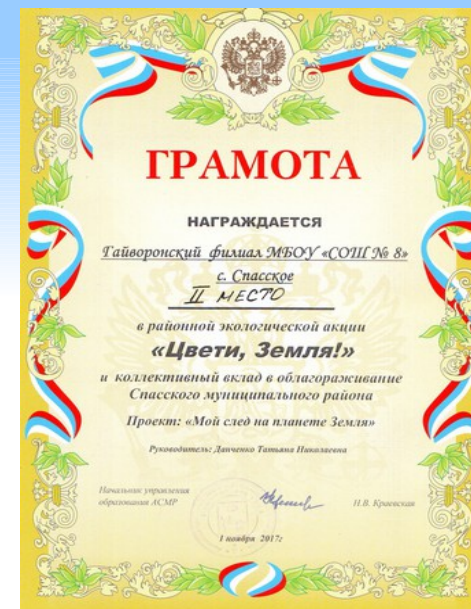 ГРАМОТА
НАГРАЖДАЕТСЯ
Гайворонский филиал МБОУ «СОШ № 8»
с. Спасское
II МЕСТО
в районной экологической акции
«Цвети, Земля!»
и коллективный вклад в облагораживание
Спасского муниципального района
Проект: «Мой след на планете Земля»
Руководитель: Данченко Татьяна Николаевна
Начальник управления
образования АСМР
Н.В. Краевская
1 ноября 2017г